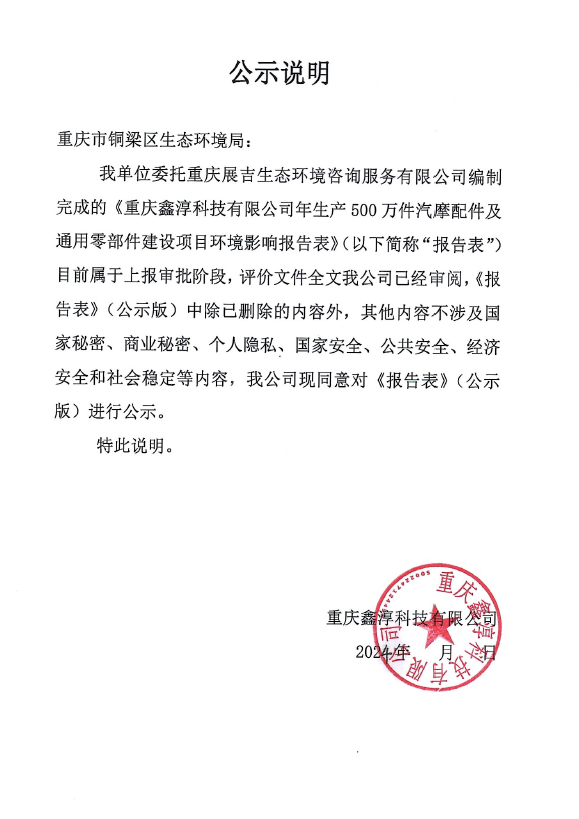 公示说明
重庆市铜梁区生态环境局：
我单位委托重庆展吉生态环境咨询服务有限公司编制
完成的《重庆鑫淳科技有限公司年生产500万件汽摩配件及
通用零部件建设项目环境影响报告表》（以下简称“报告表”）
目前属于上报审批阶段，评价文件全文我公司已经审阅，《报
告表》（公示版）中除已删除的内容外，其他内容不涉及国
家秘密、商业秘密、个人隐私、国家安全、公共安全、经济
安全和社会稳定等内容，我公司现同意对《报告表》（公示
版）进行公示。
特此说明。
重庆鑫淳科技有限公司
2024年 月 日
重庆鑫淳科技有限公司